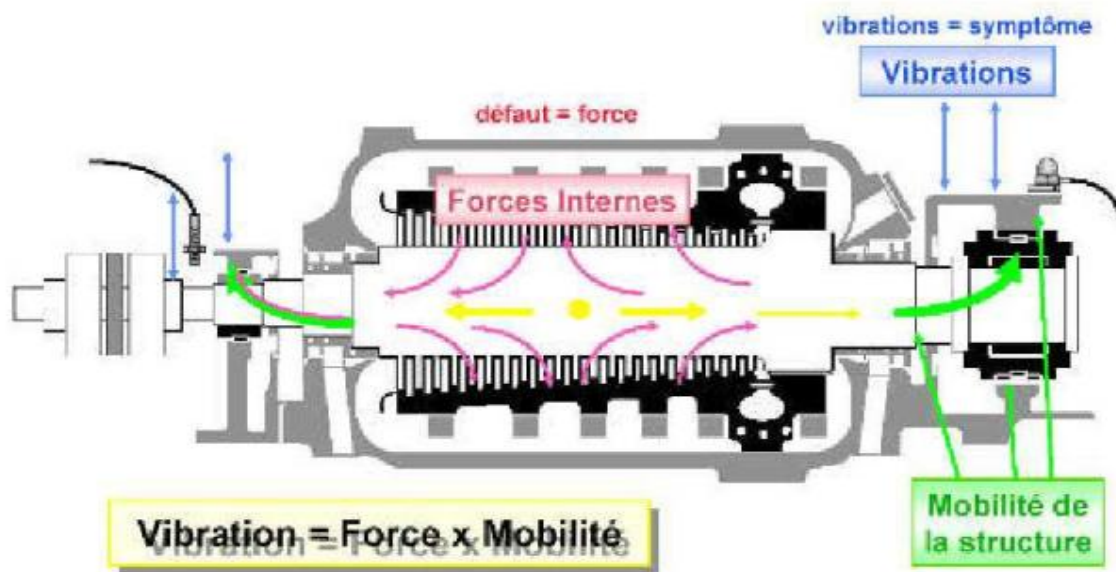 vibrations = symptôme
Vibrations
défaut = force
Forces Internes
Vibration = Force x Mobilité
Mobilité de
la structure